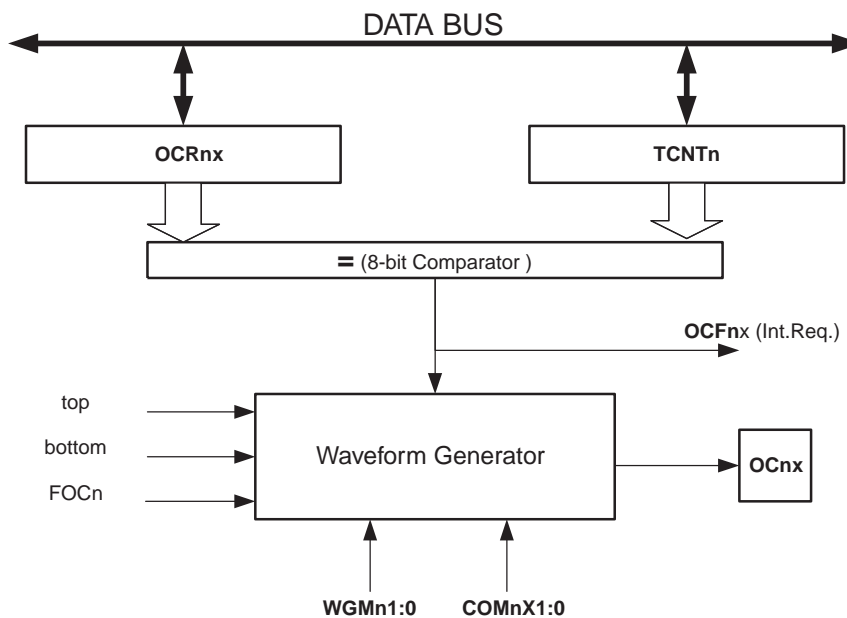 DATA BUS
OCRnx
TCNTn
= (8-bit Comparator )
OCFnx (Int.Req.)
top
bottom
FOCn
Waveform Generator
OCnx
WGMn1:0
COMnX1:0